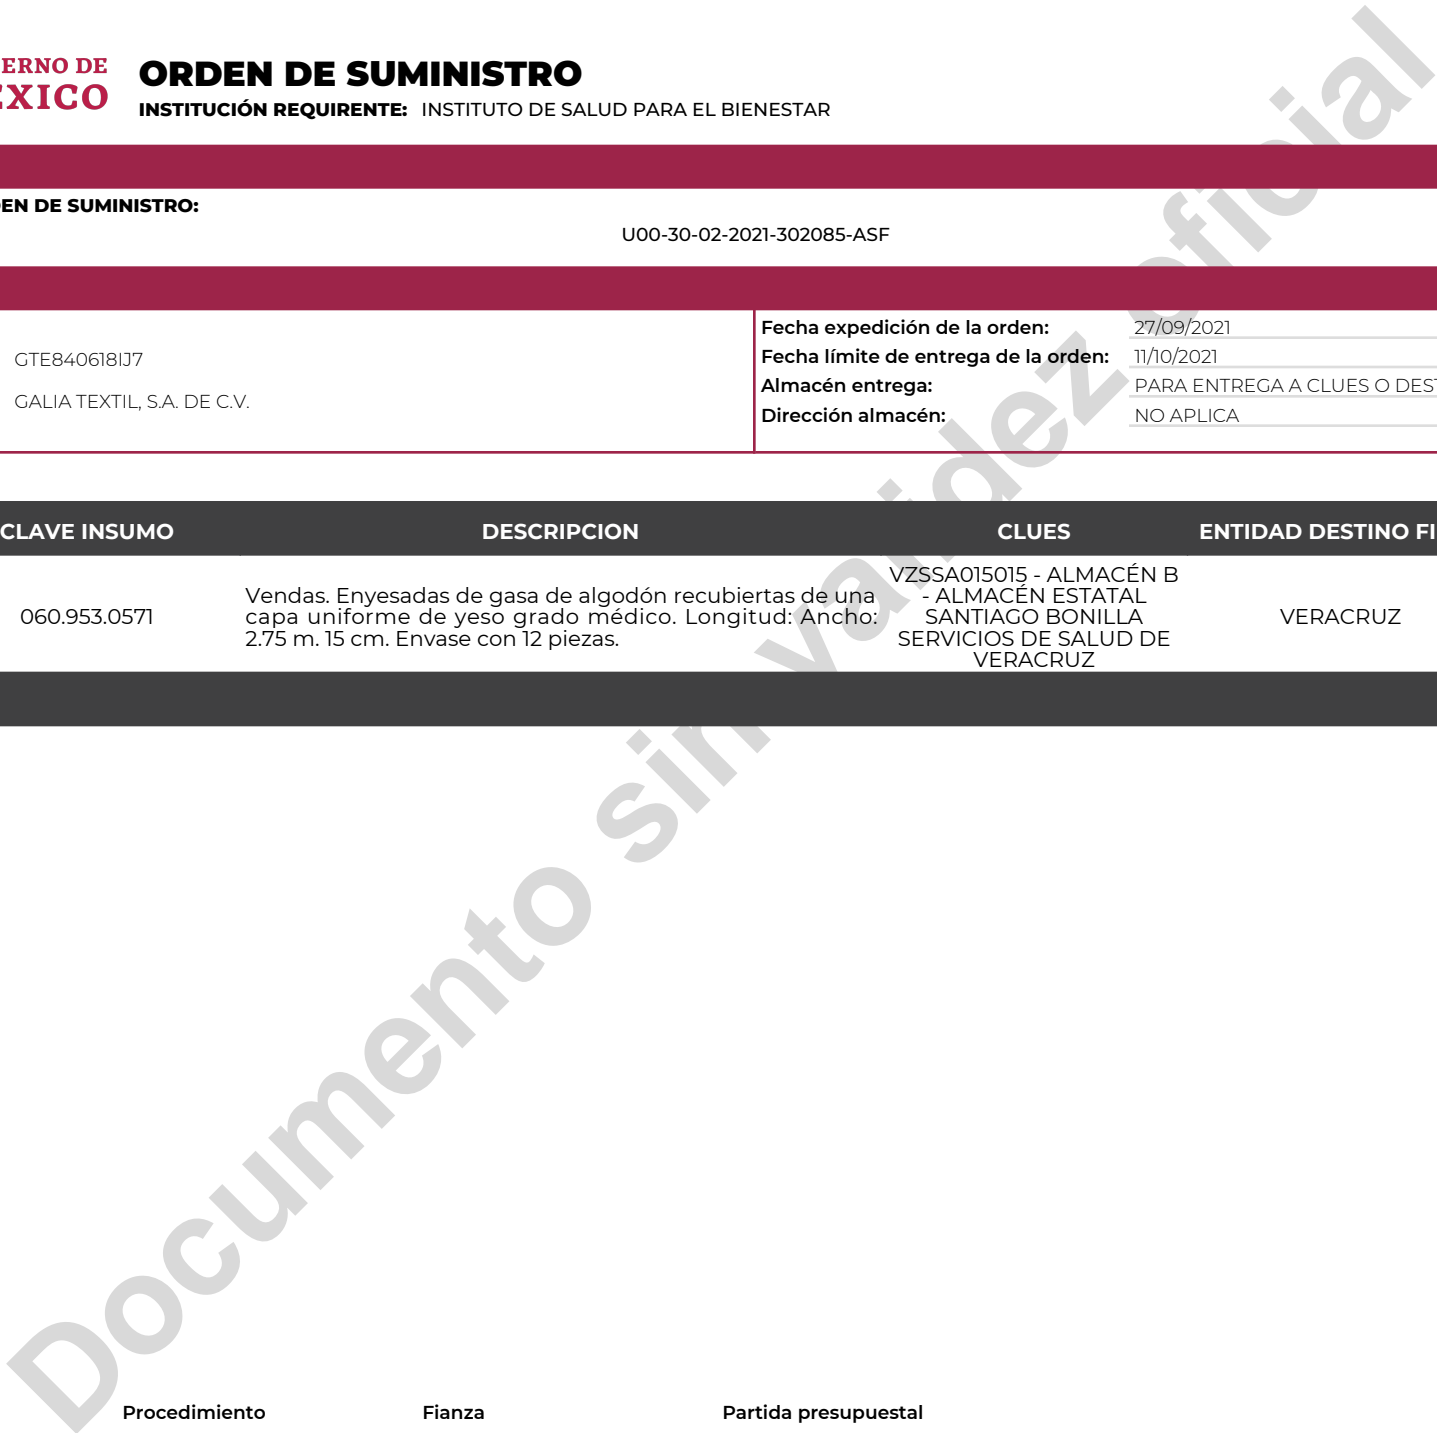 ERNO DE
EXICO
ORDEN DE SUMINISTRO
INSTITUCIÓN REQUIRENTE: INSTITUTO DE SALUD PARA EL BIENESTAR
EN DE SUMINISTRO:
U00-30-02-2021-302085-ASF
GTE840618IJ7
GALIA TEXTIL, S.A. DE C.V.
Fecha expedición de la orden: 27/09/2021
Fecha límite de entrega de la orden: 11/10/2021
Almacén entrega: PARA ENTREGA A CLUES O DEST
Dirección almacén: NO APLICA
CLAVE INSUMO DESCRIPCION CLUES ENTIDAD DESTINO FI
060.953.0571
Vendas. Enyesadas de gasa de algodón recubiertas de una
capa uniforme de yeso grado médico. Longitud: Ancho:
2.75 m. 15 cm. Envase con 12 piezas.
VZSSA015015 - ALMACÉN B
- ALMACÉN ESTATAL
SANTIAGO BONILLA
SERVICIOS DE SALUD DE
VERACRUZ
VERACRUZ
Documento sin validez oficial
Procedimiento Fianza Partida presupuestal